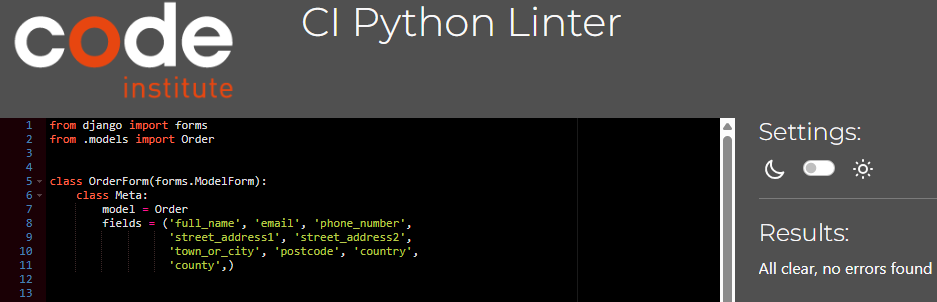 code
institute
CI Python Linter
1 from django import forms
2 from .models import Order
3
4
5 class OrderForm(forms.ModelForm):
6     class Meta:
7         model = Order
8         fields = ('full_name', 'email', 'phone_number',
9                   'street_address1', 'street_address2',
10                   'town_or_city', 'postcode', 'country',
11                   'county',)
12
13
Settings:
Results:
All clear, no errors found